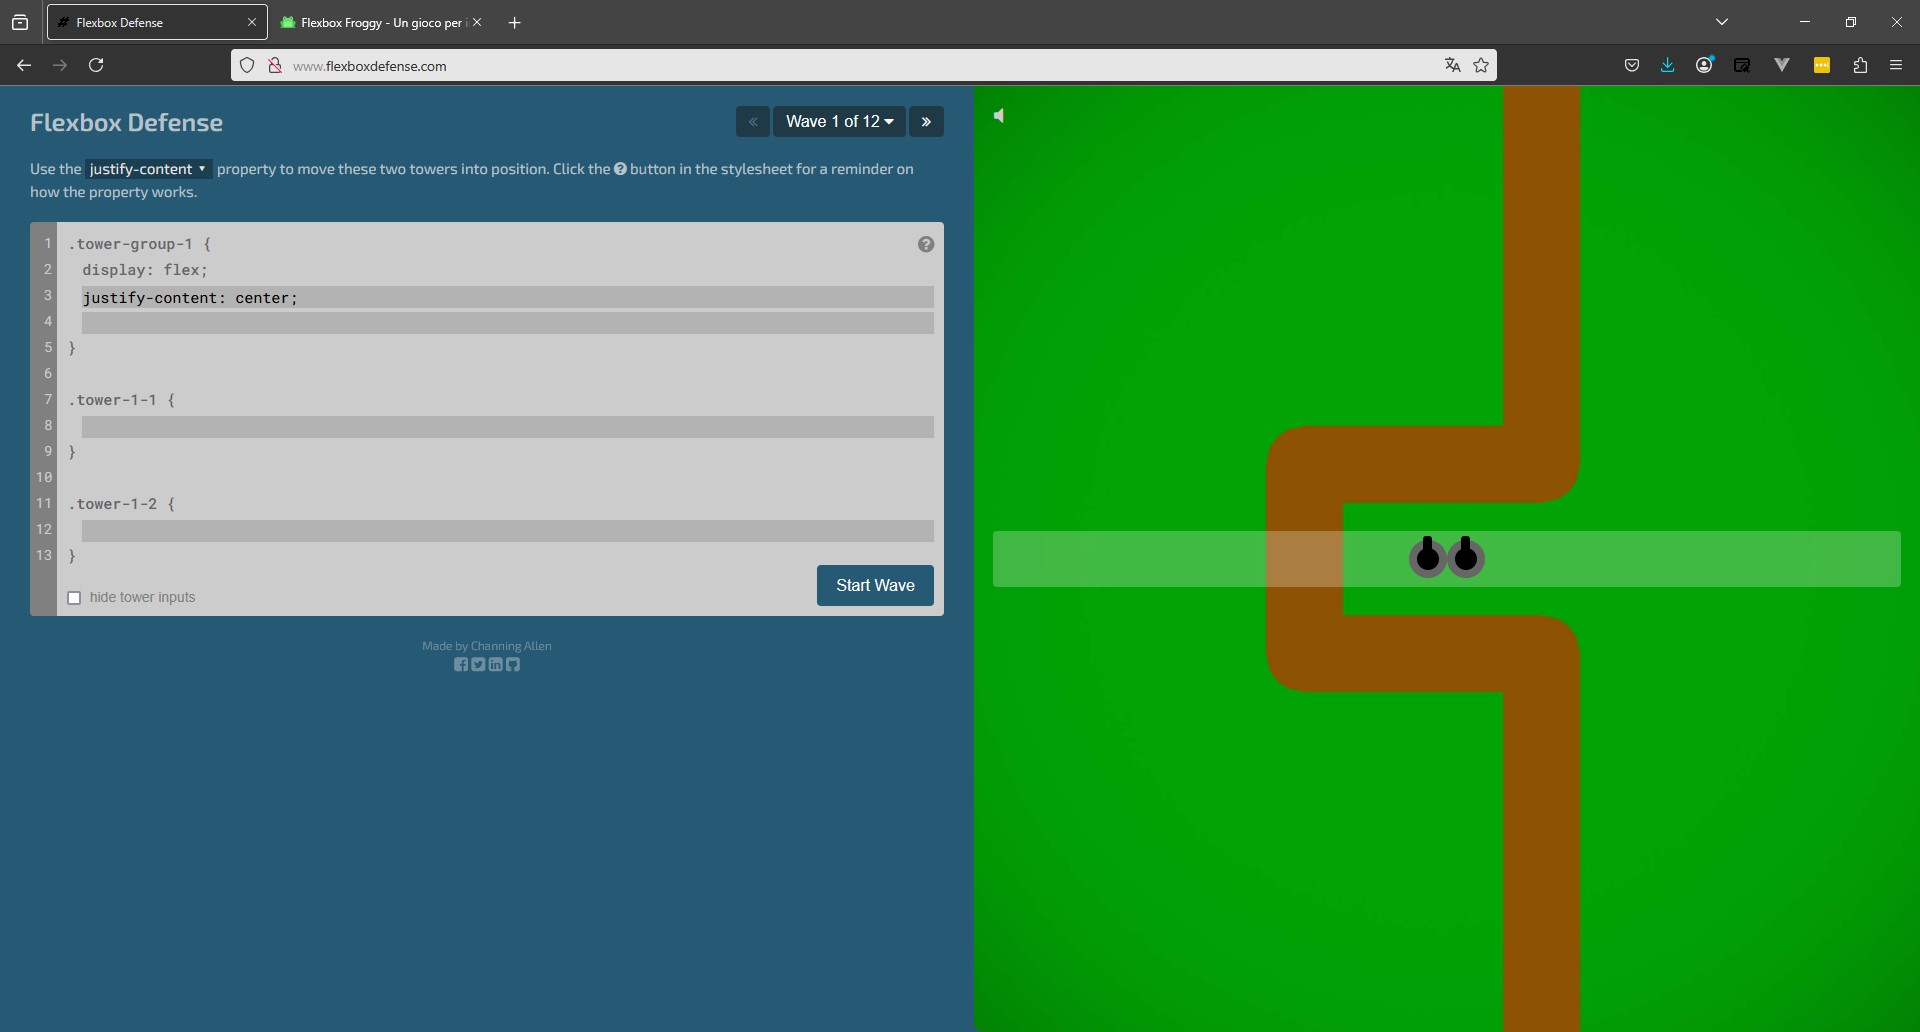 Flexbox Defense
Flexbox Froggy - Un gioco per i
www.flexboxdefense.com
Flexbox Defense
« Wave 1 of 12 »
Use the justify-content property to move these two towers into position. Click the ? button in the stylesheet for a reminder on
how the property works.
1 .tower-group-1 { ?
2 display: flex;
3 justify-content: center;
4
5 }
6
7 .tower-1-1 {
8
9 }
10
11 .tower-1-2 {
12
13 }
Start Wave
hide tower inputs
Made by Channing Allen